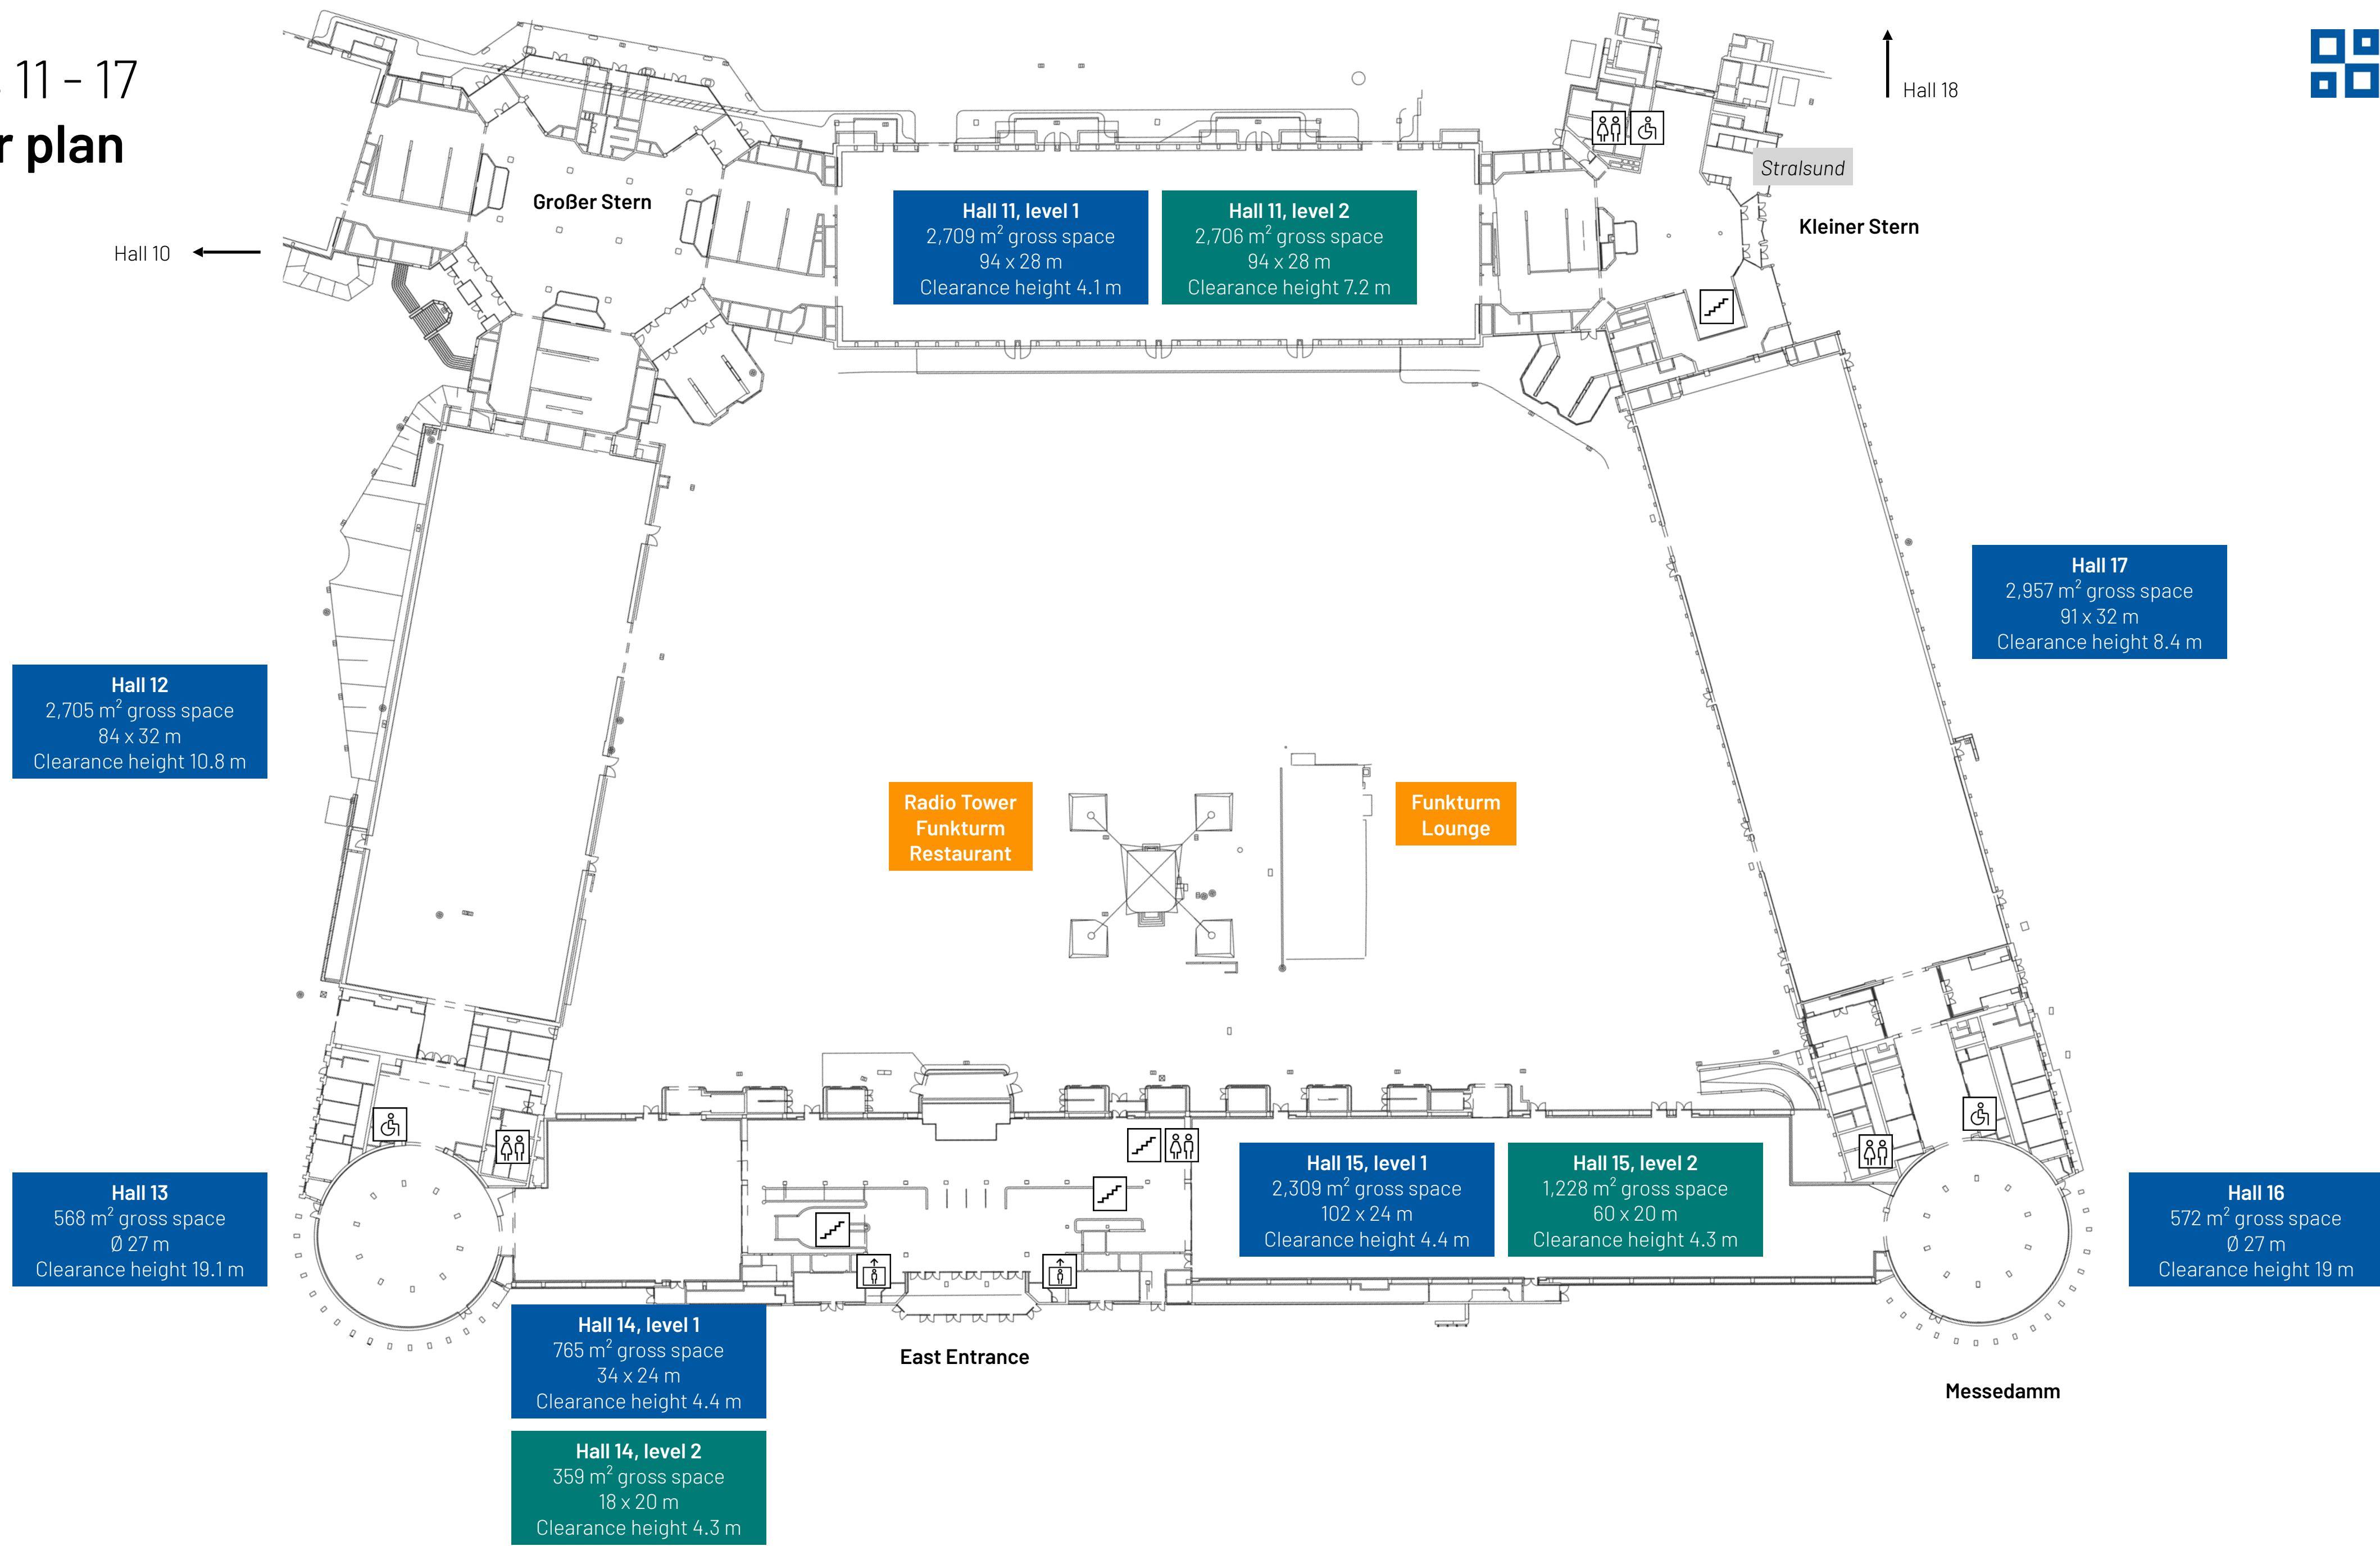 11 - 17
plan
Hall 18
Stralsund
Großer Stern
Kleiner Stern
Hall 10
Hall 11, level 1
2,709 m² gross space
94 x 28 m
Clearance height 4.1 m
Hall 11, level 2
2,706 m² gross space
94 x 28 m
Clearance height 7.2 m
Hall 17
2,957 m² gross space
91 x 32 m
Clearance height 8.4 m
Hall 12
2,705 m² gross space
84 x 32 m
Clearance height 10.8 m
Radio Tower
Funkturm
Restaurant
Funkturm
Lounge
Hall 15, level 1
2,309 m² gross space
102 x 24 m
Clearance height 4.4 m
Hall 15, level 2
1,228 m² gross space
60 x 20 m
Clearance height 4.3 m
Hall 13
568 m² gross space
Ø 27 m
Clearance height 19.1 m
Hall 16
572 m² gross space
Ø 27 m
Clearance height 19 m
Hall 14, level 1
765 m² gross space
34 x 24 m
Clearance height 4.4 m
East Entrance
Messedamm
Hall 14, level 2
359 m² gross space
18 x 20 m
Clearance height 4.3 m